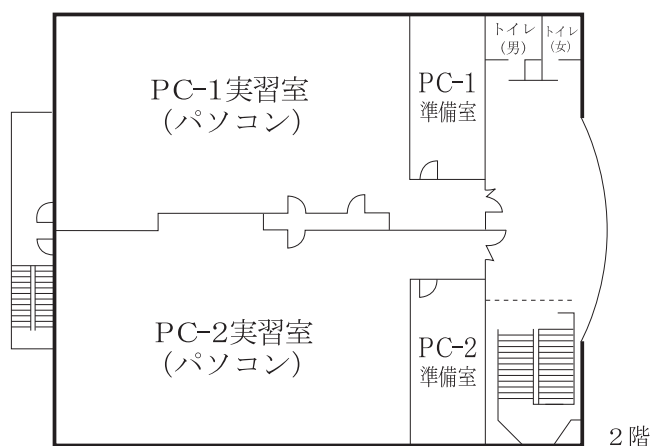 トイレ
(男)
トイレ
(女)
PC-1実習室
(パソコン)
PC-1
準備室
PC-2実習室
(パソコン)
PC-2
準備室
2階